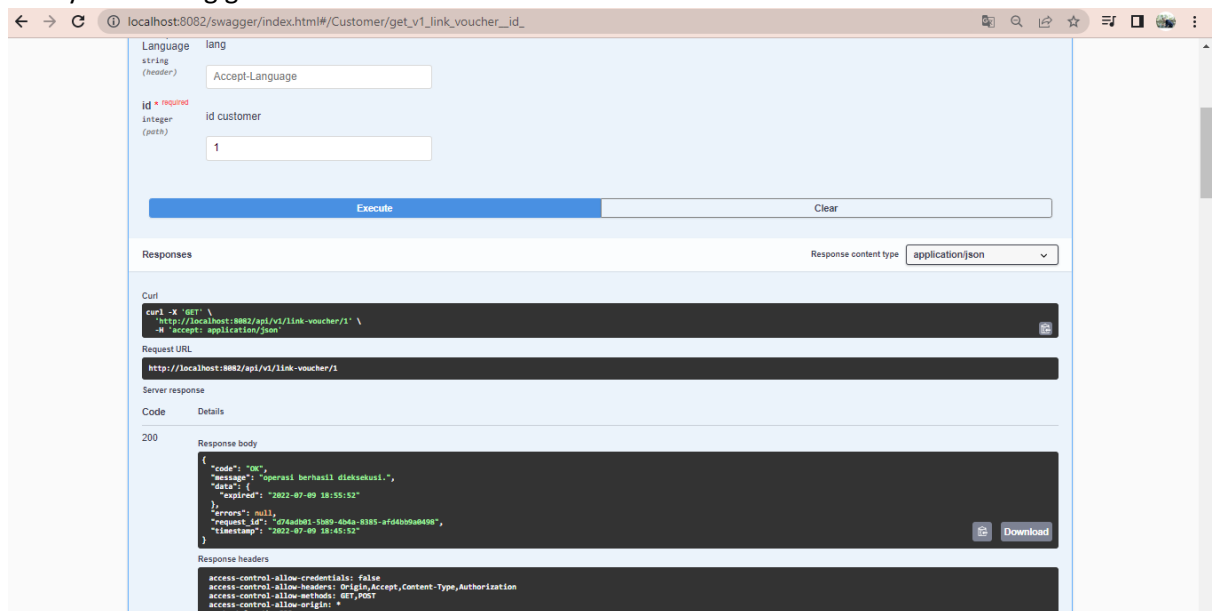 localhost:8082/swagger/index.html#/Customer/get_v1_link_voucher__id_
Language lang
string
(header)
Accept-Language
id * required
integer id customer
(path)
1
Execute Clear
Responses Response content type application/json
Curl
curl -X 'GET' \
'http://localhost:8082/api/v1/link-voucher/1' \
-H 'accept: application/json'
Request URL
http://localhost:8082/api/v1/link-voucher/1
Server response
Code Details
200 Response body
{
"code": "OK",
"message": "operasi berhasil dieksekusi.",
"data": {
"expired": "2022-07-09 18:55:52"
},
"errors": null,
"request_id": "d74adb01-5b89-4b4a-8385-afd4bb9a0498",
"timestamp": "2022-07-09 18:45:52"
}
Download
Response headers
access-control-allow-credentials: false
access-control-allow-headers: Origin,Accept,Content-Type,Authorization
access-control-allow-methods: GET,POST
access-control-allow-origin: *